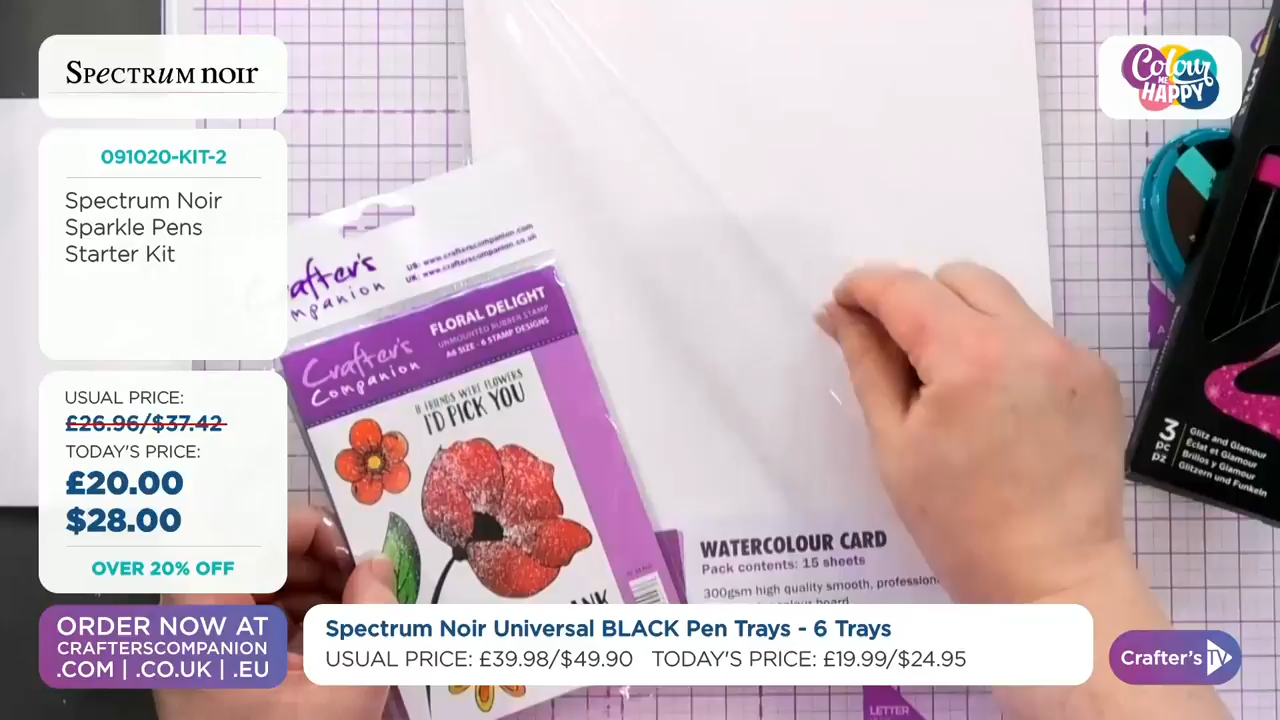 SPECTRUM NOIR
091020-KIT-2
Spectrum Noir
Sparkle Pens
Starter Kit
USUAL PRICE:
£26.96/$37.42
TODAY'S PRICE:
£20.00
$28.00
OVER 20% OFF
ORDER NOW AT
CRAFTERSCOMPANION
.COM | .CO.UK | .EU
Spectrum Noir Universal BLACK Pen Trays - 6 Trays
USUAL PRICE: £39.98/$49.90 TODAY'S PRICE: £19.99/$24.95
Crafter's TV
Colour
ME
HAPPY
US: www.crafterscompanion.com
UK: www.crafterscompanion.co.uk
Crafter's
Companion
FLORAL DELIGHT
UNMOUNTED RUBBER STAMP
A6 SIZE - 6 STAMP DESIGNS
IF FRIENDS WERE FLOWERS
I'D PICK YOU
WATERCOLOUR CARD
Pack contents: 15 sheets
300gsm high quality smooth,
3
pc
pz
Glitz and Glamour
Éclat et Glamour
Brillos y Glamour
Glitzern und Funkeln
LETTER